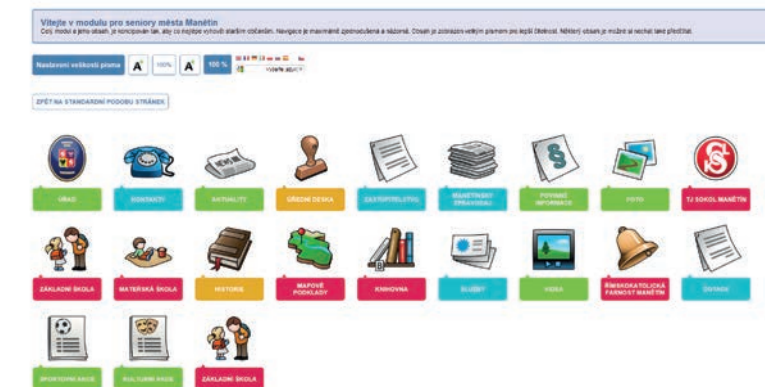 Vítejte v modulu pro seniory města Manětín
Celý modul a jeho obsah, je koncipován tak, aby co nejlépe vyhověl starším občanům. Navigace je maximálně zjednodušená a názorná. Obsah je zobrazen velkým písmem pro lepší čitelnost. Některý obsah je možné si nechat také předčítat.
Nastavení velikosti písma A+ 100% A- 100 %
ZPĚT NA STANDARDNÍ PODOBU STRÁNEK
NEWS
ÚŘAD KONTAKTY AKTUALITY ÚŘEDNÍ DESKA ZASTUPITELSTVO MANĚTÍNSKÝ ZPRAVODAJ POVINNÉ INFORMACE FOTO TJ SOKOL MANĚTÍN
ZÁKLADNÍ ŠKOLA MATEŘSKÁ ŠKOLA HISTORIE MAPOVÉ PODKLADY KNIHOVNA SLUŽBY VIDEA ŘÍMSKOKATOLICKÁ FARNOST MANĚTÍN
SPORTOVNÍ AKCE KULTURNÍ AKCE ZÁKLADNÍ ŠKOLA